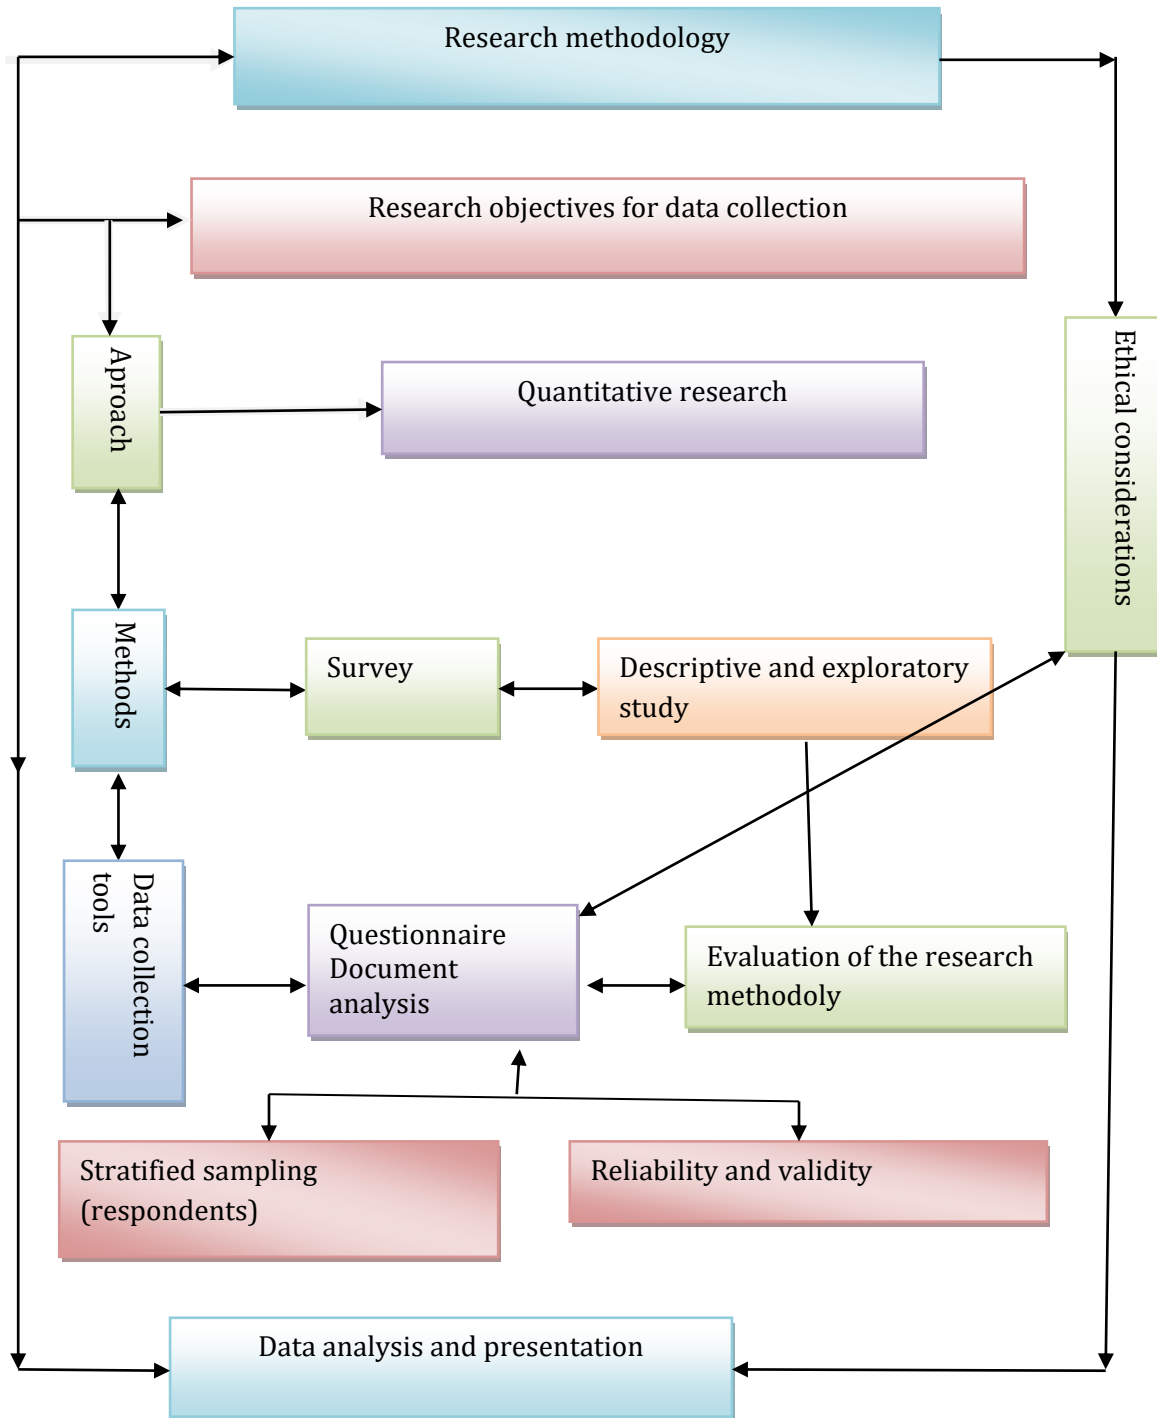 Research methodology
Research objectives for data collection
Aproach
Quantitative research
Ethical considerations
Methods
Survey
Descriptive and exploratory
study
Data collection
tools
Questionnaire
Document
analysis
Evaluation of the research
methodoly
Stratified sampling
(respondents)
Reliability and validity
Data analysis and presentation